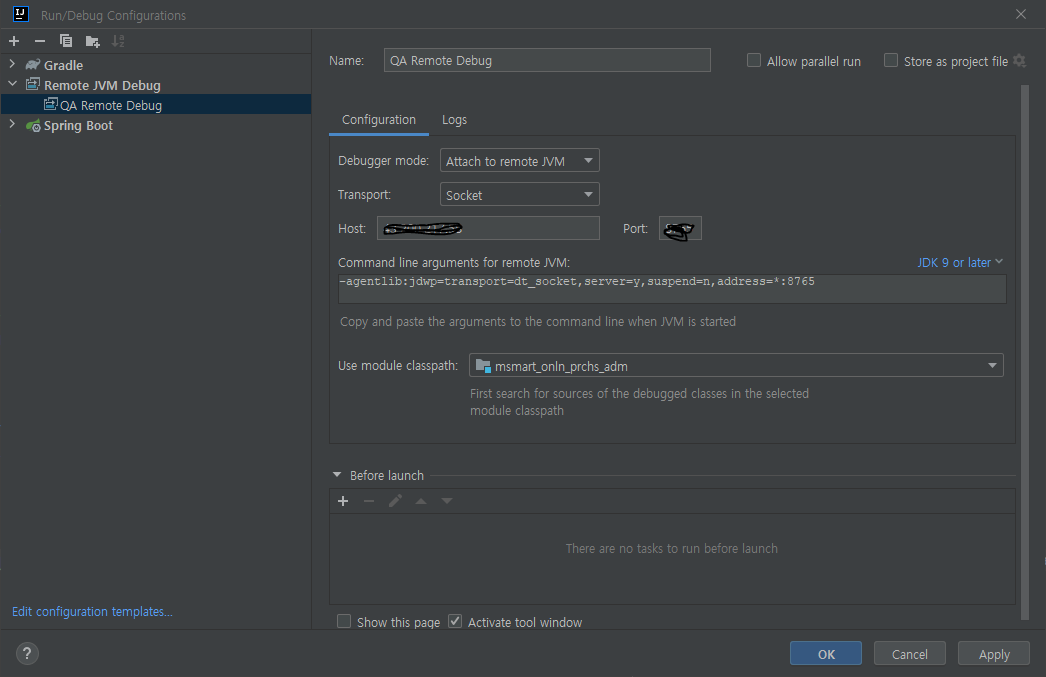 Run/Debug Configurations
Gradle
Remote JVM Debug
QA Remote Debug
Spring Boot
Edit configuration templates...
Name: QA Remote Debug Allow parallel run Store as project file
Configuration Logs
Debugger mode: Attach to remote JVM
Transport: Socket
Host: Port:
Command line arguments for remote JVM: JDK 9 or later
-agentlib:jdwp=transport=dt_socket,server=y,suspend=n,address=*:8765
Copy and paste the arguments to the command line when JVM is started
Use module classpath: msmart_onln_prchs_adm
First search for sources of the debugged classes in the selected
module classpath
Before launch
There are no tasks to run before launch
Show this page Activate tool window
? OK Cancel Apply